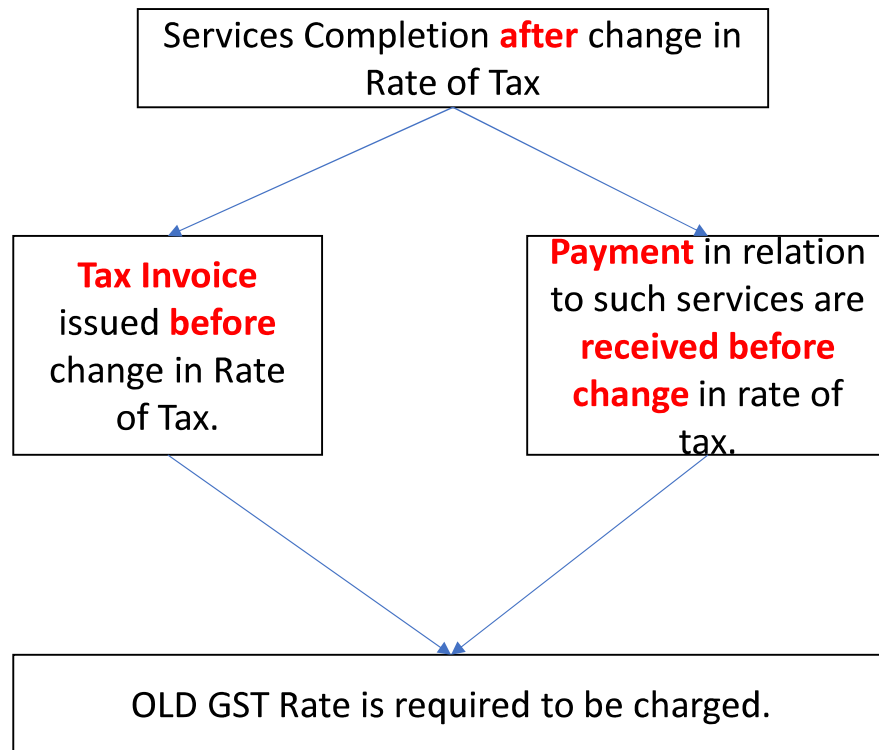 Services Completion after change in
Rate of Tax
Tax Invoice
issued before
change in Rate
of Tax.
Payment in relation
to such services are
received before
change in rate of
tax.
OLD GST Rate is required to be charged.